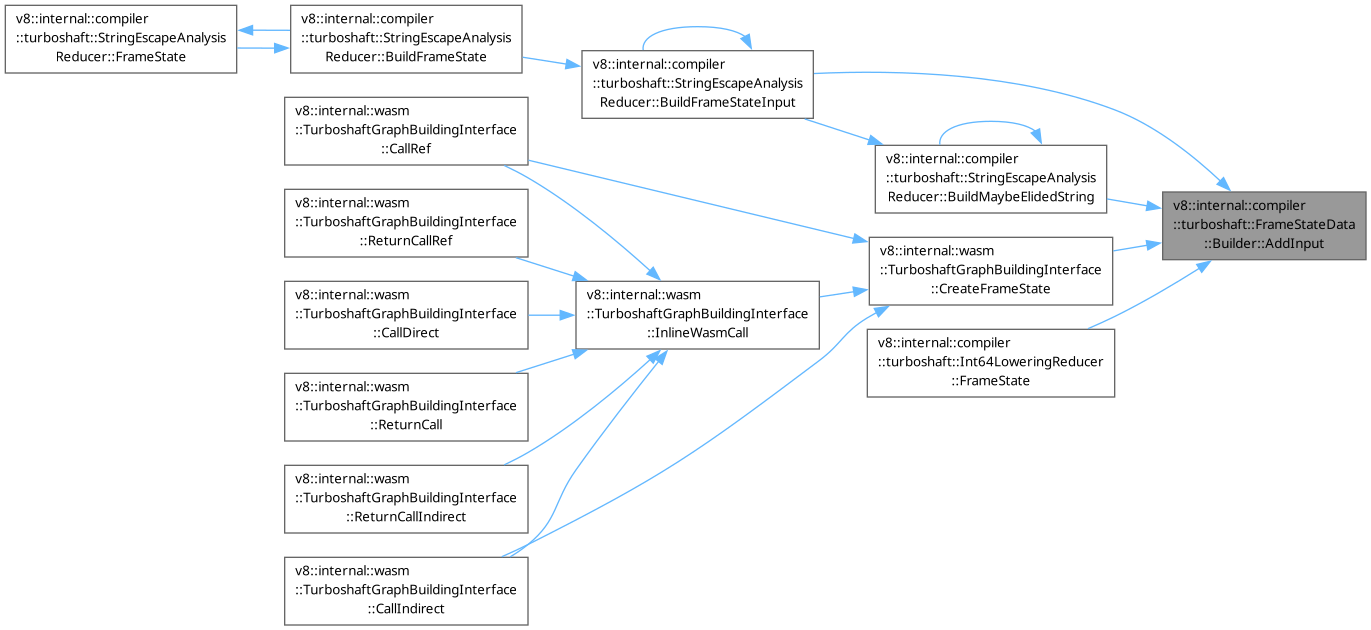 v8::internal::compiler
::turboshaft::StringEscapeAnalysis
Reducer::FrameState
v8::internal::compiler
::turboshaft::StringEscapeAnalysis
Reducer::BuildFrameState
v8::internal::compiler
::turboshaft::StringEscapeAnalysis
Reducer::BuildFrameStateInput
v8::internal::wasm
::TurboshaftGraphBuildingInterface
::CallRef
v8::internal::compiler
::turboshaft::StringEscapeAnalysis
Reducer::BuildMaybeElidedString
v8::internal::compiler
::turboshaft::FrameStateData
::Builder::AddInput
v8::internal::wasm
::TurboshaftGraphBuildingInterface
::ReturnCallRef
v8::internal::wasm
::TurboshaftGraphBuildingInterface
::CreateFrameState
v8::internal::wasm
::TurboshaftGraphBuildingInterface
::InlineWasmCall
v8::internal::wasm
::TurboshaftGraphBuildingInterface
::CallDirect
v8::internal::compiler
::turboshaft::Int64LoweringReducer
::FrameState
v8::internal::wasm
::TurboshaftGraphBuildingInterface
::ReturnCall
v8::internal::wasm
::TurboshaftGraphBuildingInterface
::ReturnCallIndirect
v8::internal::wasm
::TurboshaftGraphBuildingInterface
::CallIndirect